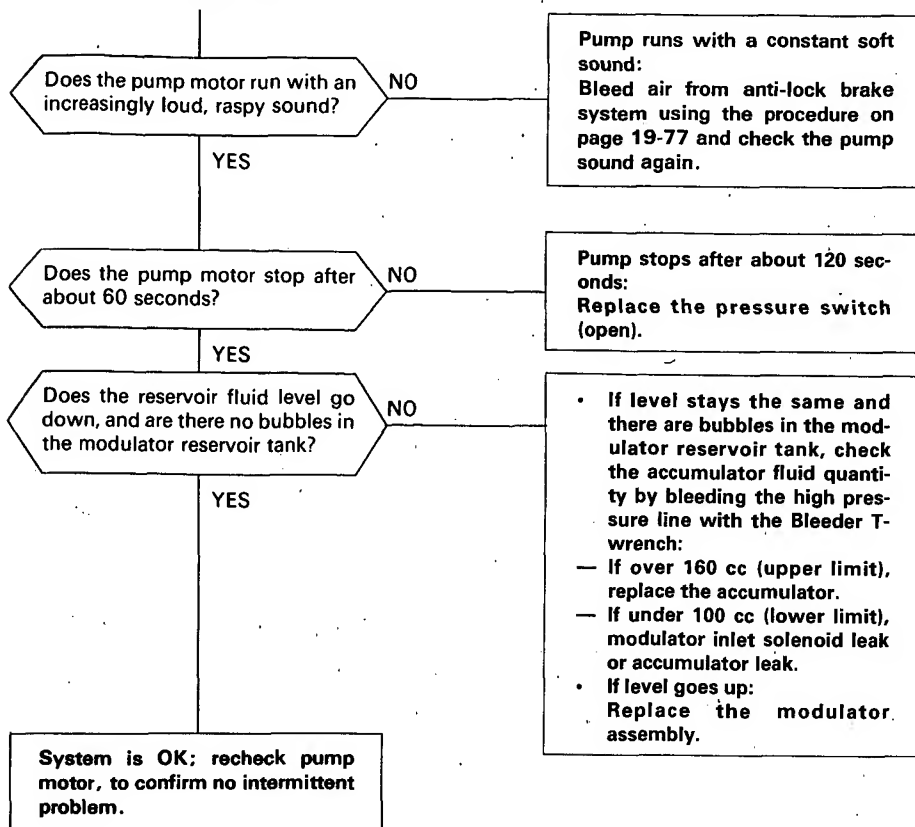 Does the pump motor run with an
increasingly loud, raspy sound?
NO
YES
Pump runs with a constant soft
sound:
Bleed air from anti-lock brake
system using the procedure on
page 19-77 and check the pump
sound again.
Does the pump motor stop after
about 60 seconds?
NO
YES
Pump stops after about 120 sec-
onds:
Replace the pressure switch
(open).
Does the reservoir fluid level go
down, and are there no bubbles in
the modulator reservoir tank?
NO
YES
• If level stays the same and
there are bubbles in the mod-
ulator reservoir tank, check
the accumulator fluid quanti-
ty by bleeding the high pres-
sure line with the Bleeder T-
wrench:
— If over 160 cc (upper limit),
replace the accumulator.
— If under 100 cc (lower limit),
modulator inlet solenoid leak
or accumulator leak.
• If level goes up:
Replace the modulator
assembly.
System is OK; recheck pump
motor, to confirm no intermittent
problem.